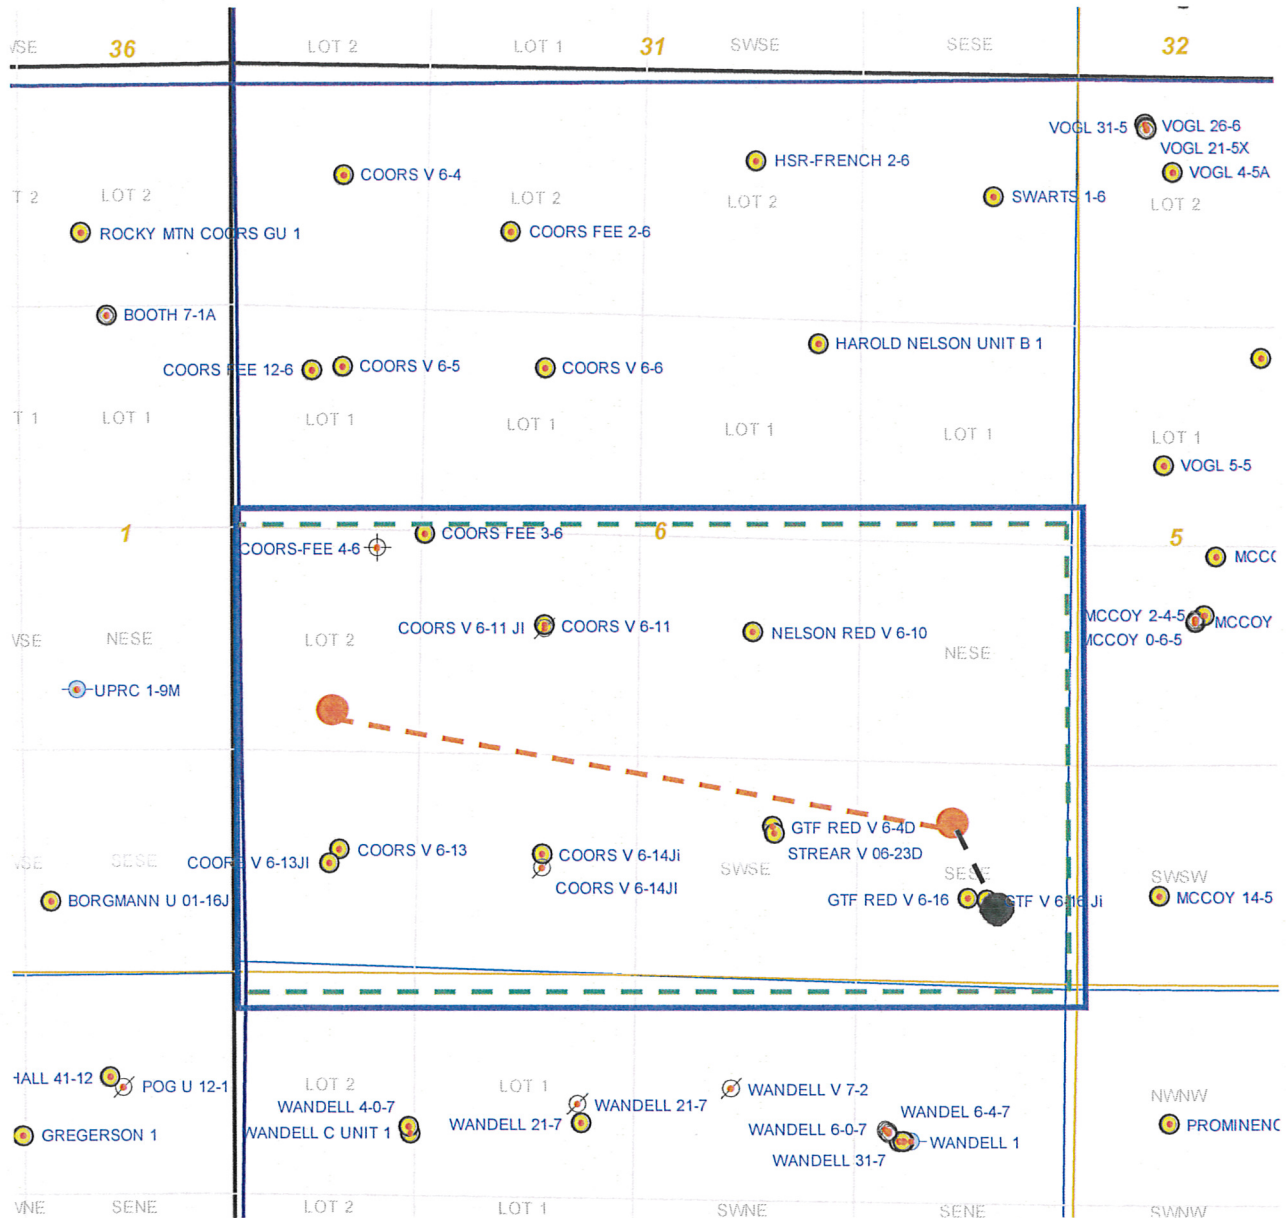 36
LOT 2
LOT 1
31
SWSE
SESE
32
VOGL 31-5
VOGL 26-6
VOGL 21-5X
VOGL 4-5A
LOT 2
COORS V 6-4
HSR-FRENCH 2-6
SWARTS 1-6
LOT 2
LOT 2
LOT 2
ROCKY MTN COORS GU 1
COORS FEE 2-6
BOOTH 7-1A
HAROLD NELSON UNIT B 1
COORS FEE 12-6
COORS V 6-5
COORS V 6-6
LOT 1
LOT 1
LOT 1
LOT 1
LOT 1
LOT 1
VOGL 5-5
1
COORS-FEE 4-6
COORS FEE 3-6
6
5
MCCOY 2-4-5
MCCOY
MCCOY 0-6-5
COORS V 6-11 JI
COORS V 6-11
NELSON RED V 6-10
NESE
LOT 2
NESE
UPRC 1-9M
GTF RED V 6-4D
STREAR V 06-23D
COORS V 6-13
COORS V 6-13JI
COORS V 6-14Ji
COORS V 6-14JI
SESE
SWSE
SESE
SWSW
BORGMANN U 01-16J
GTF RED V 6-16
GTF V 6-16 Ji
MCCOY 14-5
HALL 41-12
POG U 12-1
LOT 2
LOT 1
WANDELL V 7-2
NWNW
WANDELL 4-0-7
WANDELL 21-7
WANDELL 21-7
WANDEL 6-4-7
GREGERSON 1
WANDELL C UNIT 1
WANDELL 6-0-7
WANDELL 1
WANDELL 31-7
PROMINENC
SENE
LOT 2
LOT 1
SWNE
SENE
SWNW